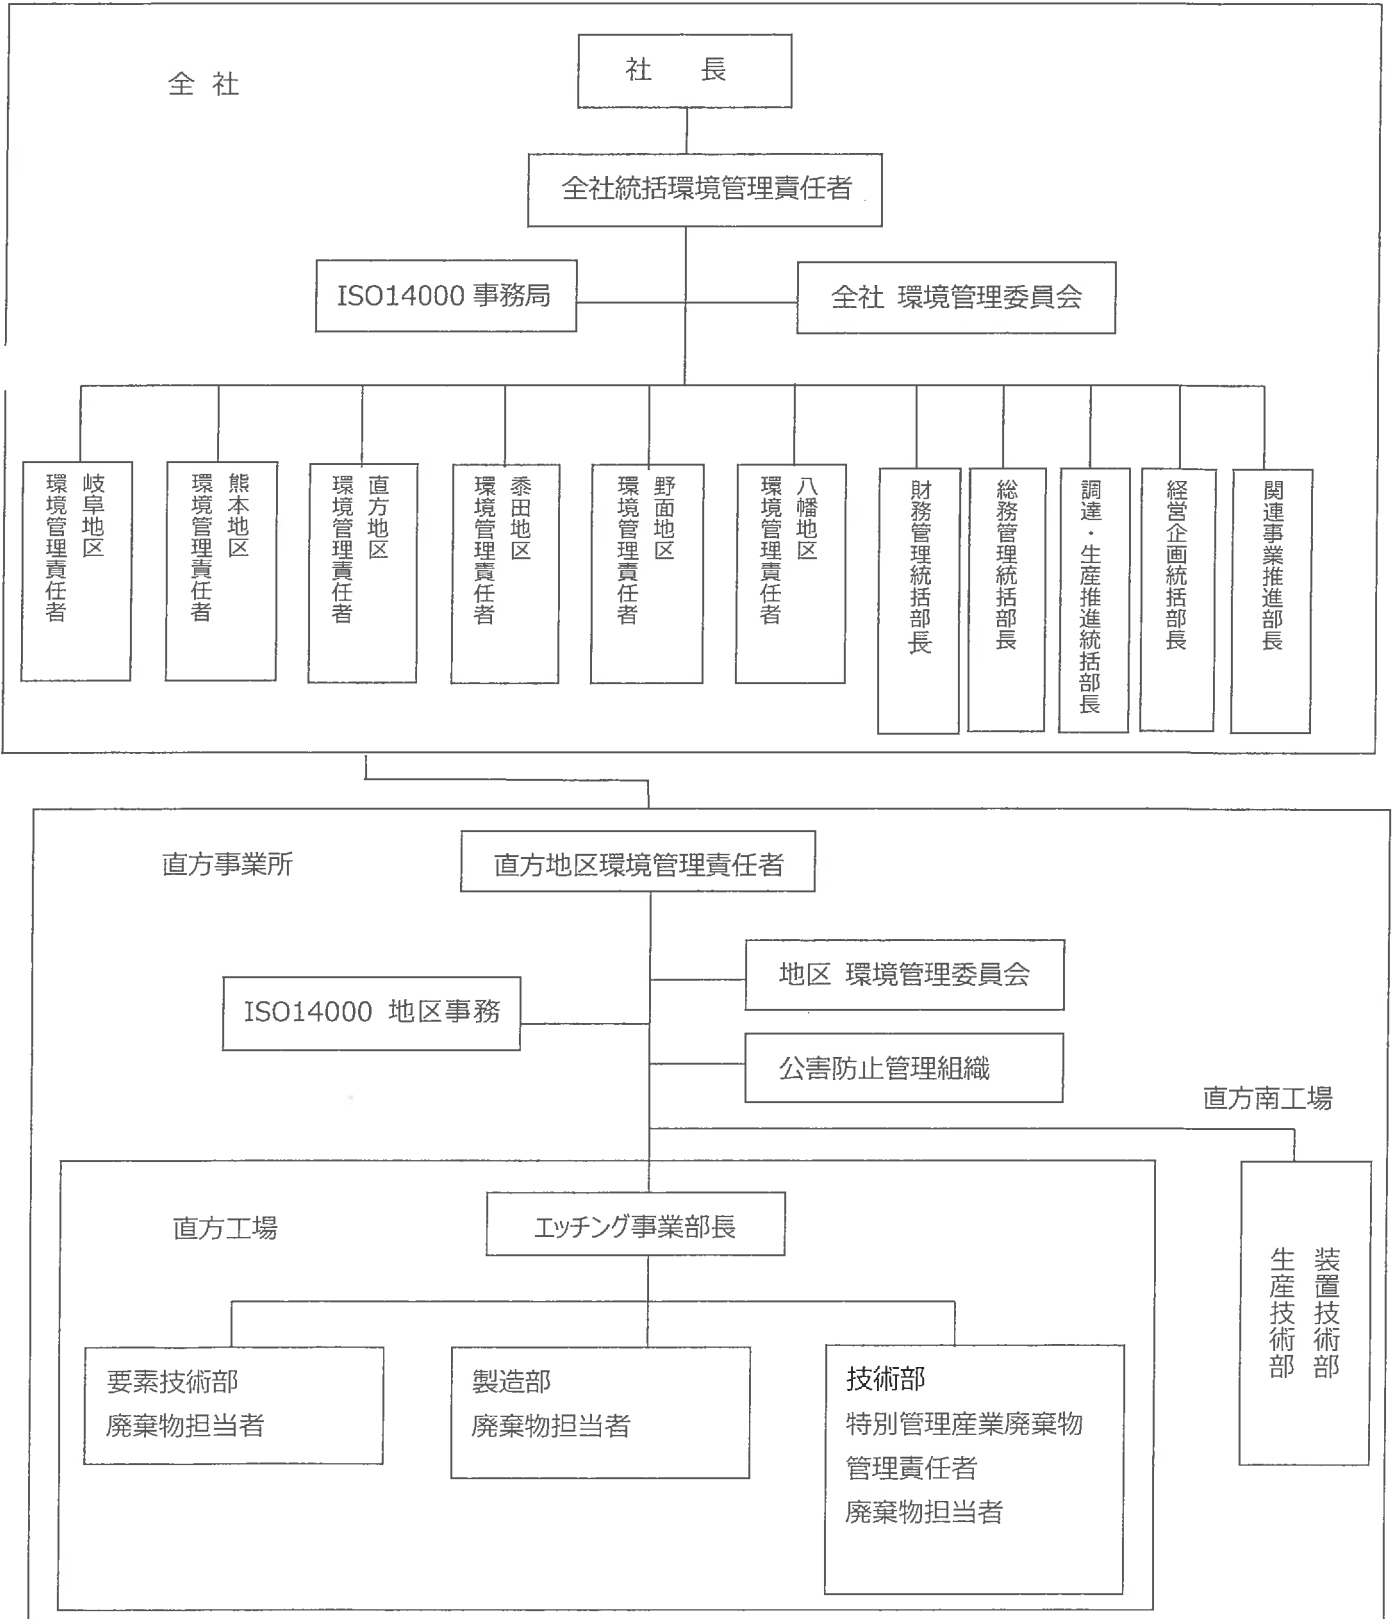 全 社
社 長
全社統括環境管理責任者
ISO14000 事務局
全社 環境管理委員会
岐阜地区
環境管理責任者
熊本地区
環境管理責任者
直方地区
環境管理責任者
黍田地区
環境管理責任者
野面地区
環境管理責任者
八幡地区
環境管理責任者
財務管理統括部長
総務管理統括部長
調達・生産推進統括部長
経営企画統括部長
関連事業推進部長
直方事業所
直方地区環境管理責任者
地区 環境管理委員会
ISO14000 地区事務
公害防止管理組織
直方南工場
直方工場
エッチング事業部長
装置技術部
生産技術部
要素技術部
廃棄物担当者
製造部
廃棄物担当者
技術部
特別管理産業廃棄物
管理責任者
廃棄物担当者